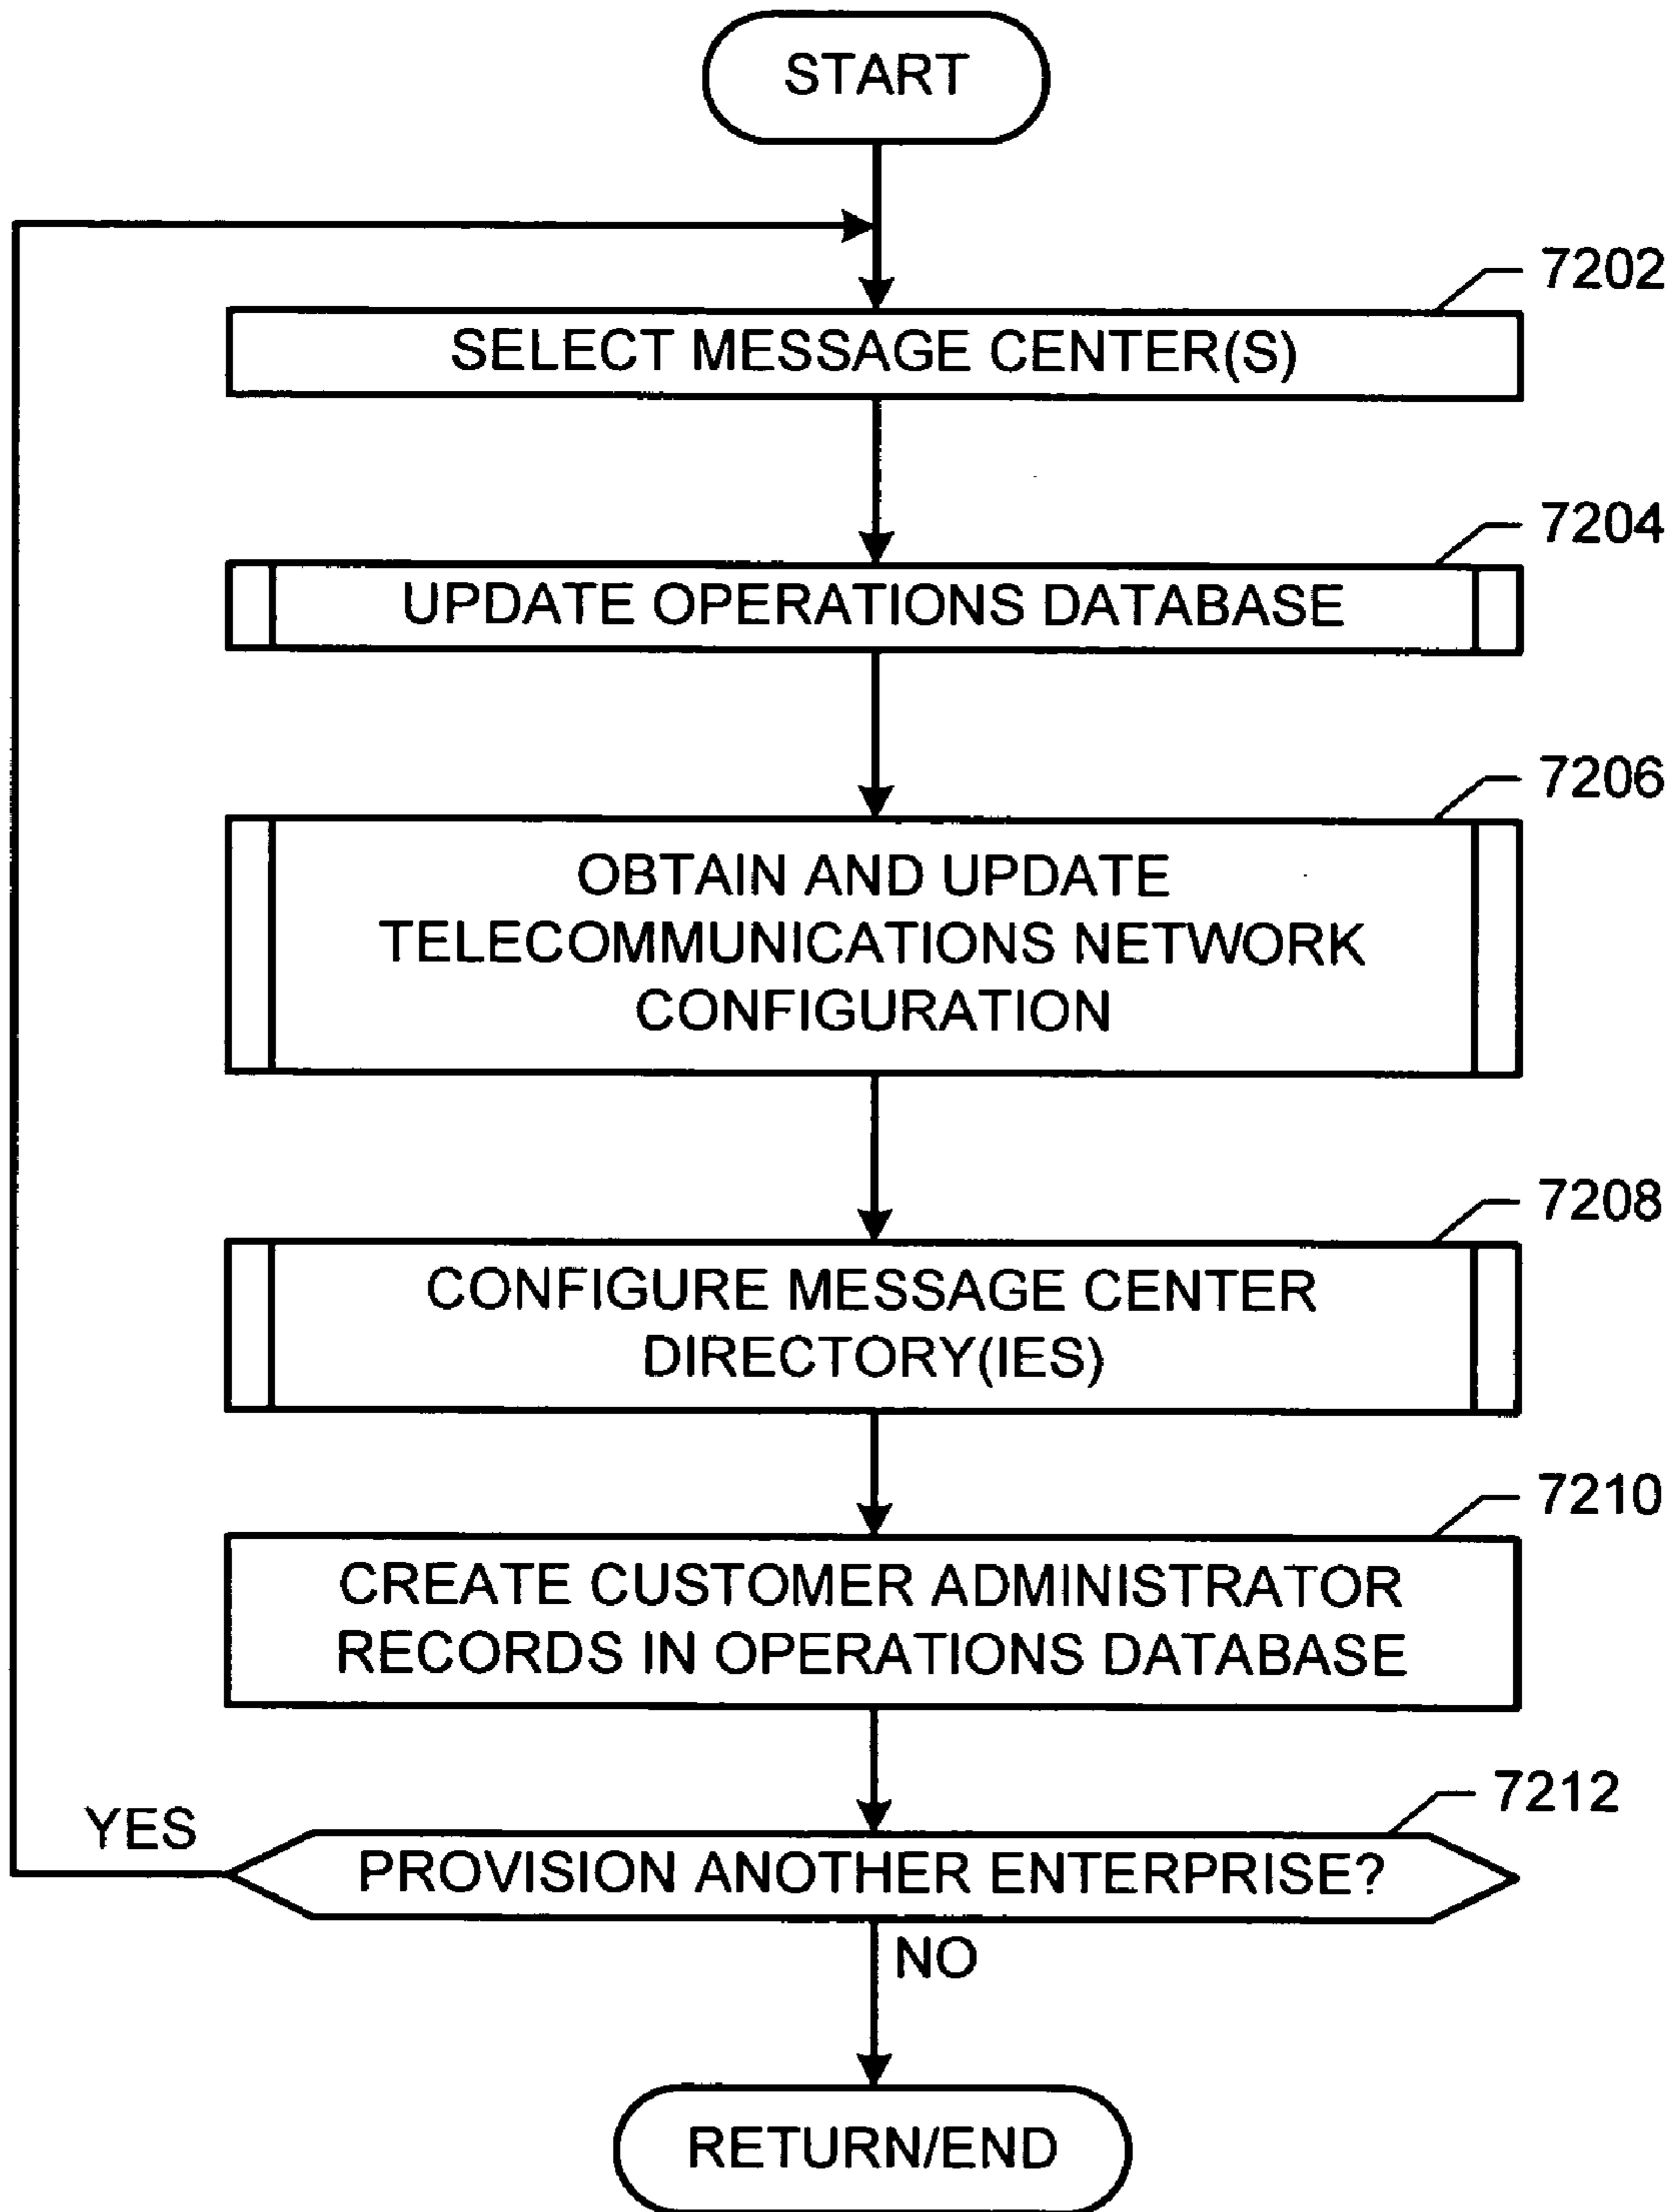 START
7202
SELECT MESSAGE CENTER(S)
7204
UPDATE OPERATIONS DATABASE
7206
OBTAIN AND UPDATE
TELECOMMUNICATIONS NETWORK
CONFIGURATION
7208
CONFIGURE MESSAGE CENTER
DIRECTORY(IES)
7210
CREATE CUSTOMER ADMINISTRATOR
RECORDS IN OPERATIONS DATABASE
7212
YES
PROVISION ANOTHER ENTERPRISE?
NO
RETURN/END